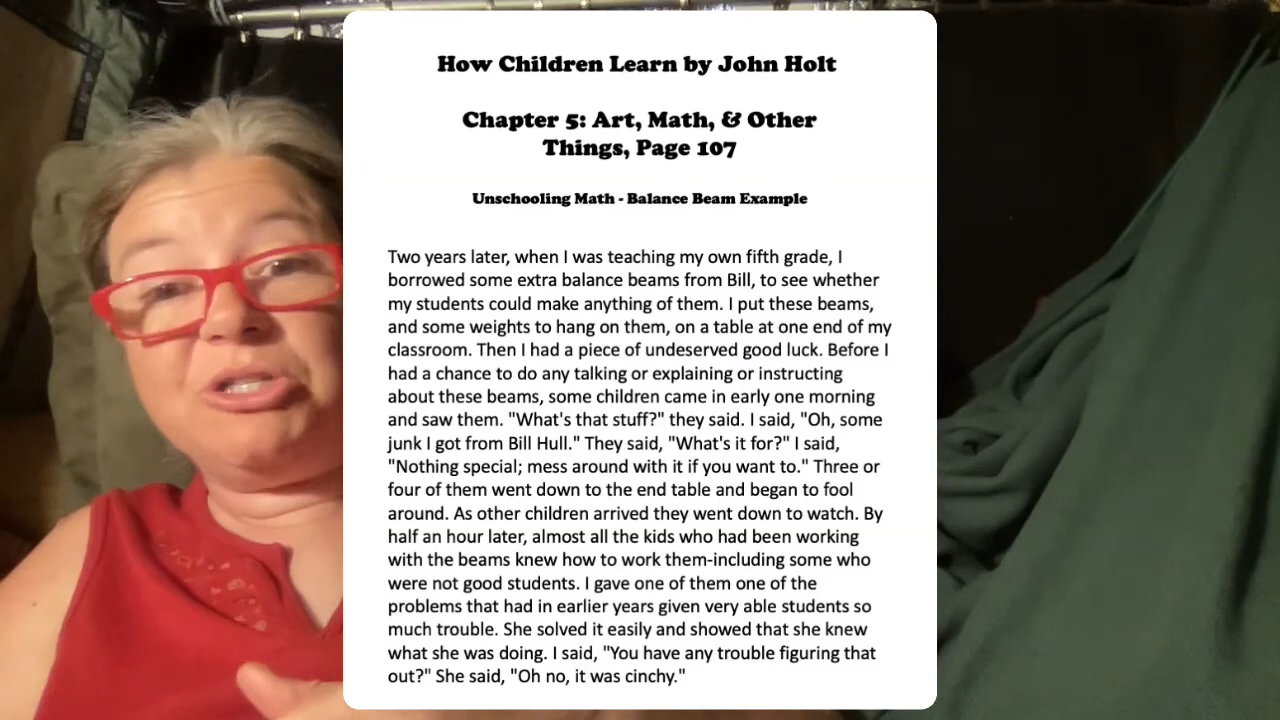 How Children Learn by John Holt
Chapter 5: Art, Math, & Other
Things, Page 107
Unschooling Math - Balance Beam Example
Two years later, when I was teaching my own fifth grade, I
borrowed some extra balance beams from Bill, to see whether
my students could make anything of them. I put these beams,
and some weights to hang on them, on a table at one end of my
classroom. Then I had a piece of undeserved good luck. Before I
had a chance to do any talking or explaining or instructing
about these beams, some children came in early one morning
and saw them. "What's that stuff?" they said. I said, "Oh, some
junk I got from Bill Hull." They said, "What's it for?" I said,
"Nothing special; mess around with it if you want to." Three or
four of them went down to the end table and began to fool
around. As other children arrived they went down to watch. By
half an hour later, almost all the kids who had been working
with the beams knew how to work them-including some who
were not good students. I gave one of them one of the
problems that had in earlier years given very able students so
much trouble. She solved it easily and showed that she knew
what she was doing. I said, "You have any trouble figuring that
out?" She said, "Oh no, it was cinchy."